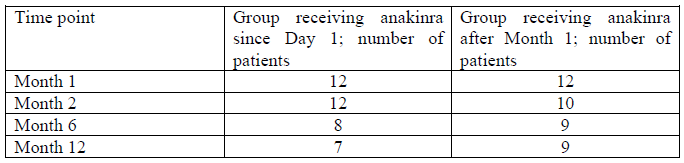 Time point Group receiving anakinra Group receiving anakinra
since Day 1; number of after Month 1; number of
patients patients
Month 1 12 12
Month 2 12 10
Month 6 8 9
Month 12 7 9